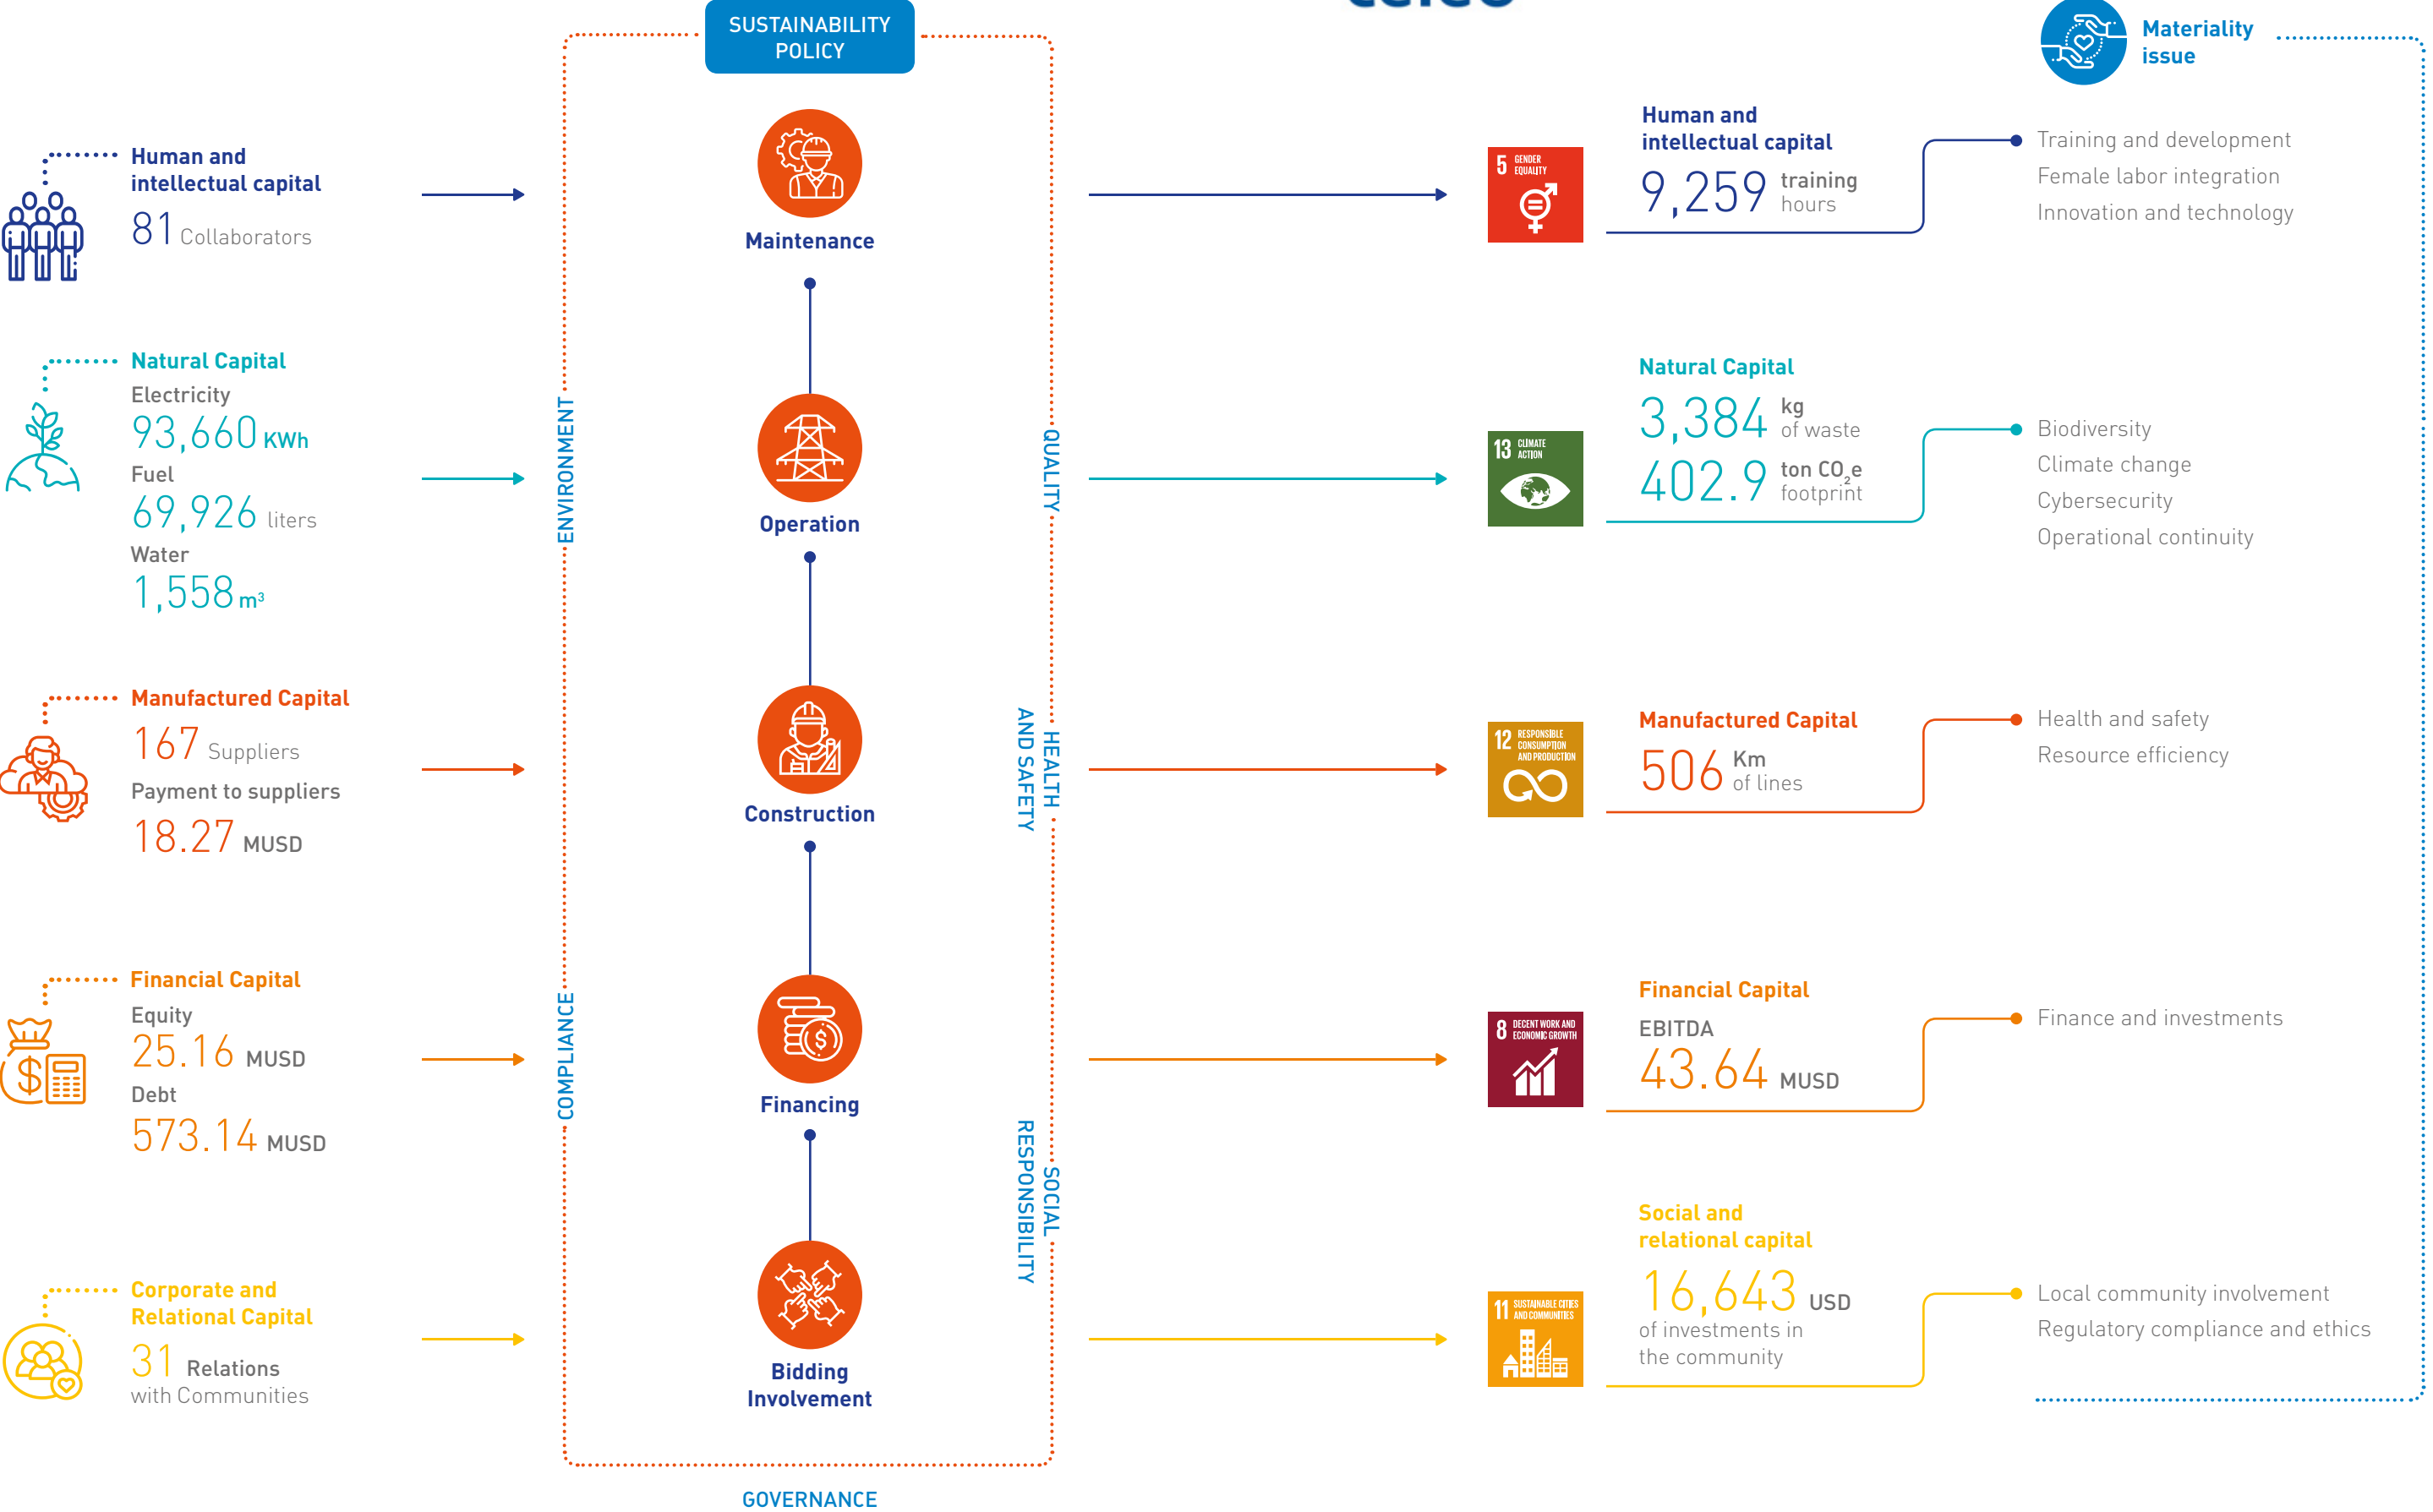 SUSTAINABILITY
POLICY
Materiality
issue
Human and
intellectual capital
81 Collaborators
Natural Capital
Electricity
93,660 KWh
Fuel
69,926 liters
Water
1,558 m³
Manufactured Capital
167 Suppliers
Payment to suppliers
18.27 MUSD
Financial Capital
Equity
25.16 MUSD
Debt
573.14 MUSD
Corporate and
Relational Capital
31 Relations
with Communities
ENVIRONMENT
COMPLIANCE
Maintenance
Operation
Construction
Financing
Bidding
Involvement
QUALITY
HEALTH
AND SAFETY
SOCIAL
RESPONSIBILITY
GOVERNANCE
5 GENDER
EQUALITY
Human and
intellectual capital
9,259 training
hours
Training and development
Female labor integration
Innovation and technology
13 CLIMATE
ACTION
Natural Capital
3,384 kg
of waste
402.9 ton CO₂e
footprint
Biodiversity
Climate change
Cybersecurity
Operational continuity
12 RESPONSIBLE
CONSUMPTION
AND PRODUCTION
Manufactured Capital
506 Km
of lines
Health and safety
Resource efficiency
8 DECENT WORK AND
ECONOMIC GROWTH
Financial Capital
EBITDA
43.64 MUSD
Finance and investments
11 SUSTAINABLE CITIES
AND COMMUNITIES
Social and
relational capital
16,643 USD
of investments in
the community
Local community involvement
Regulatory compliance and ethics